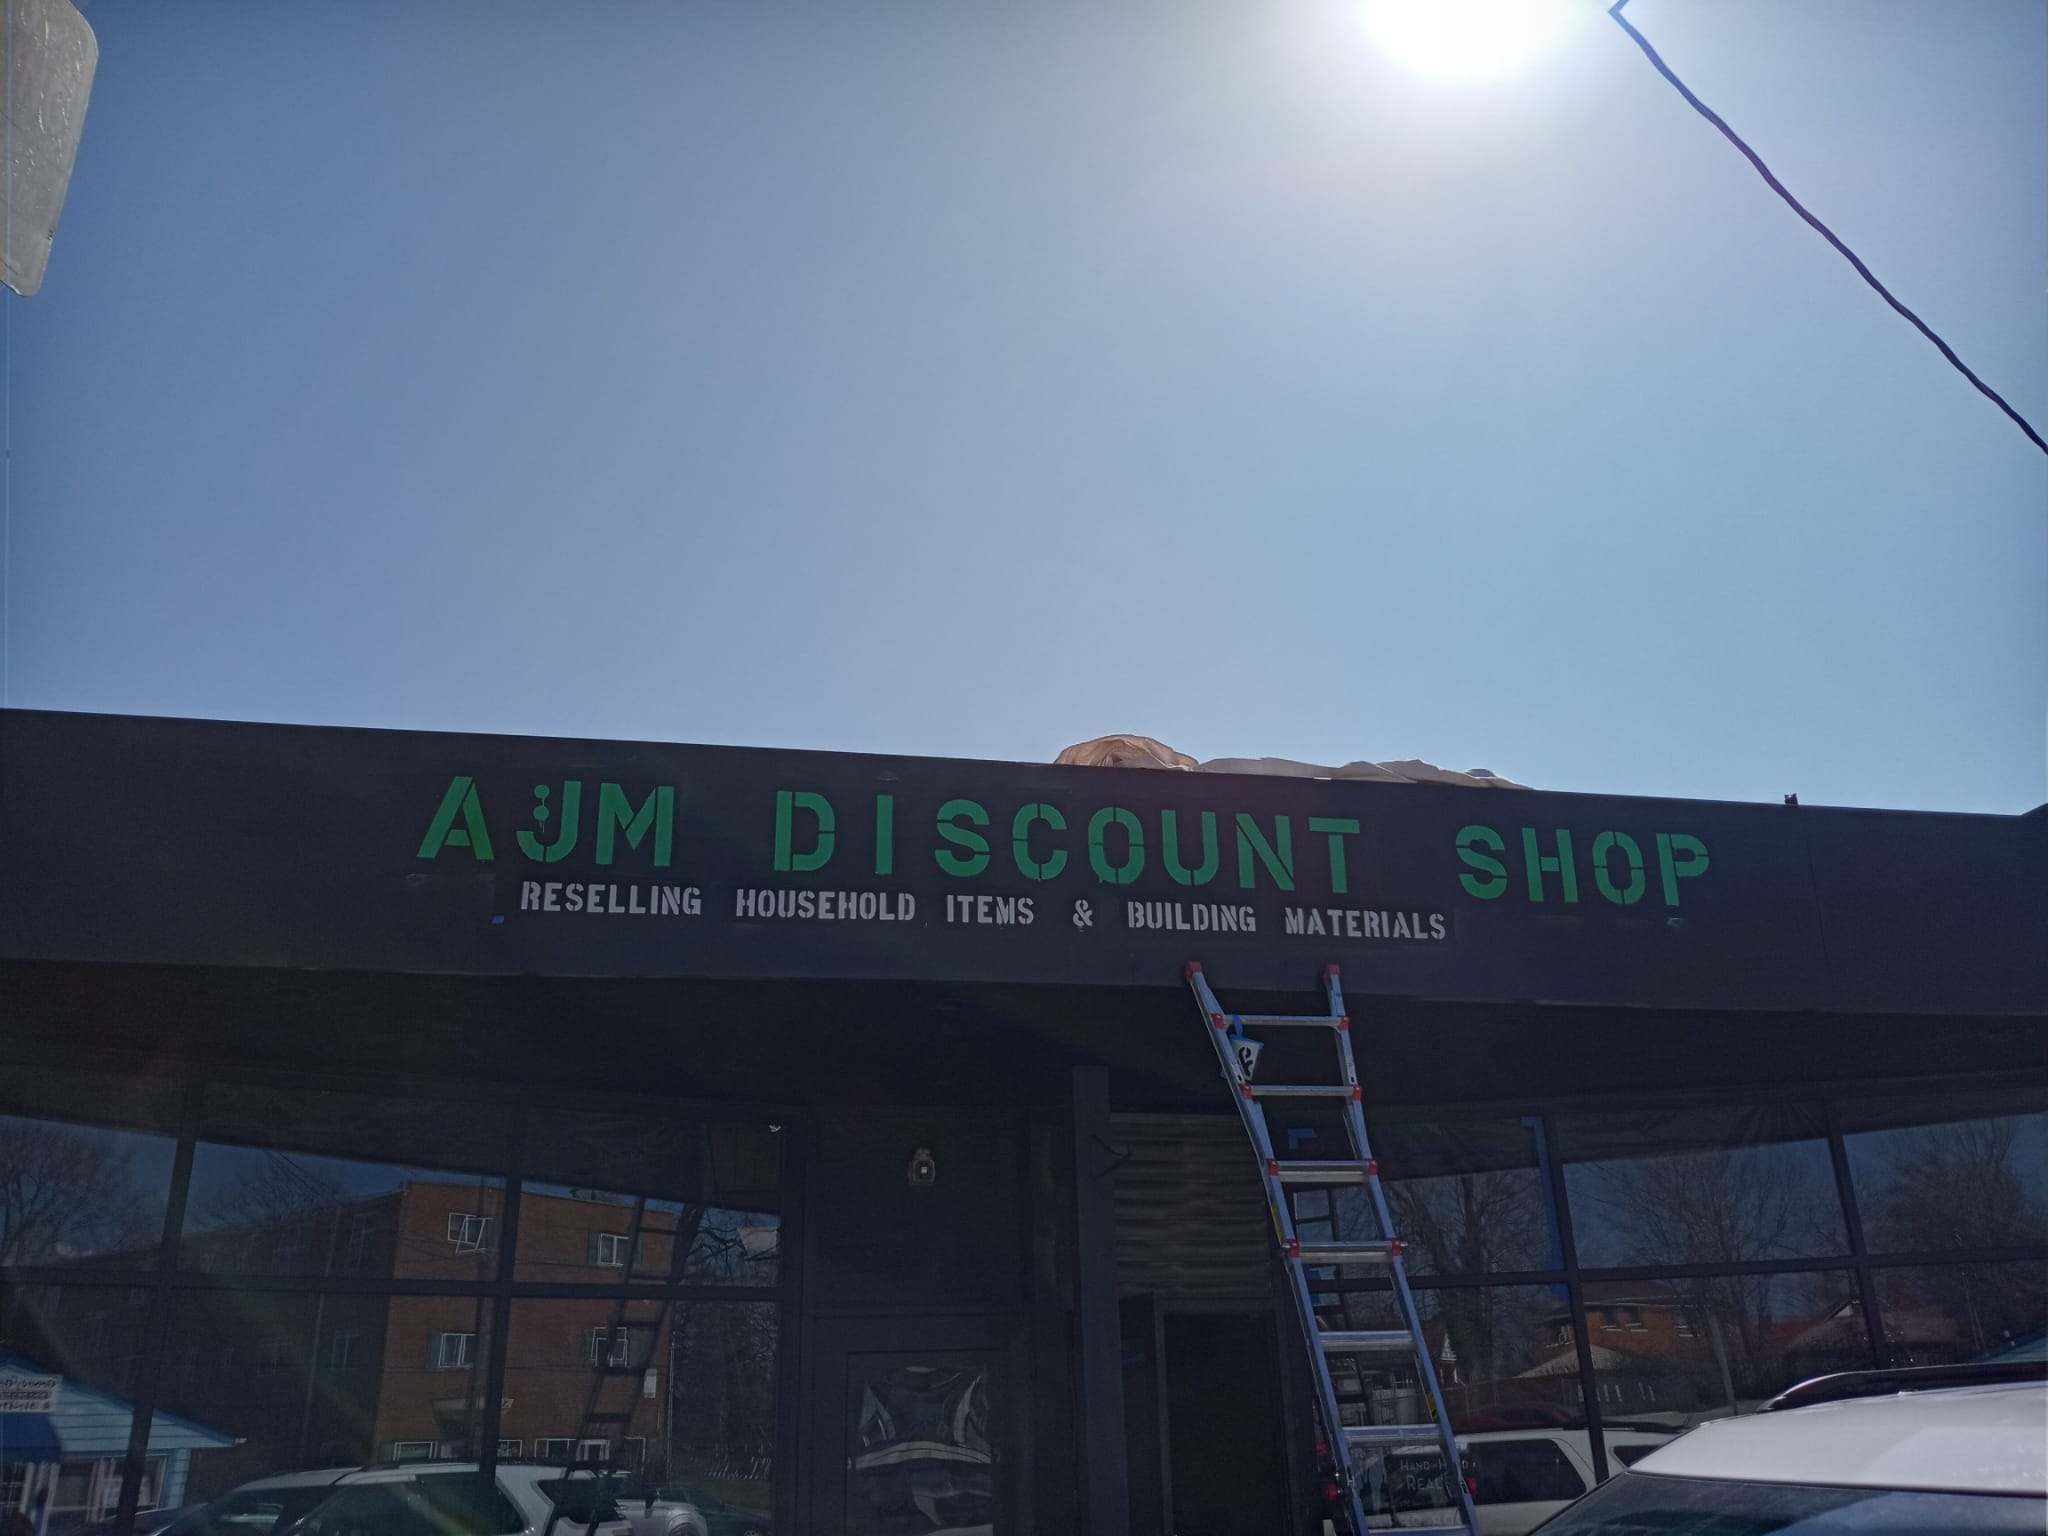 AJM DISCOUNT SHOP
RESELLING HOUSEHOLD ITEMS & BUILDING MATERIALS
&